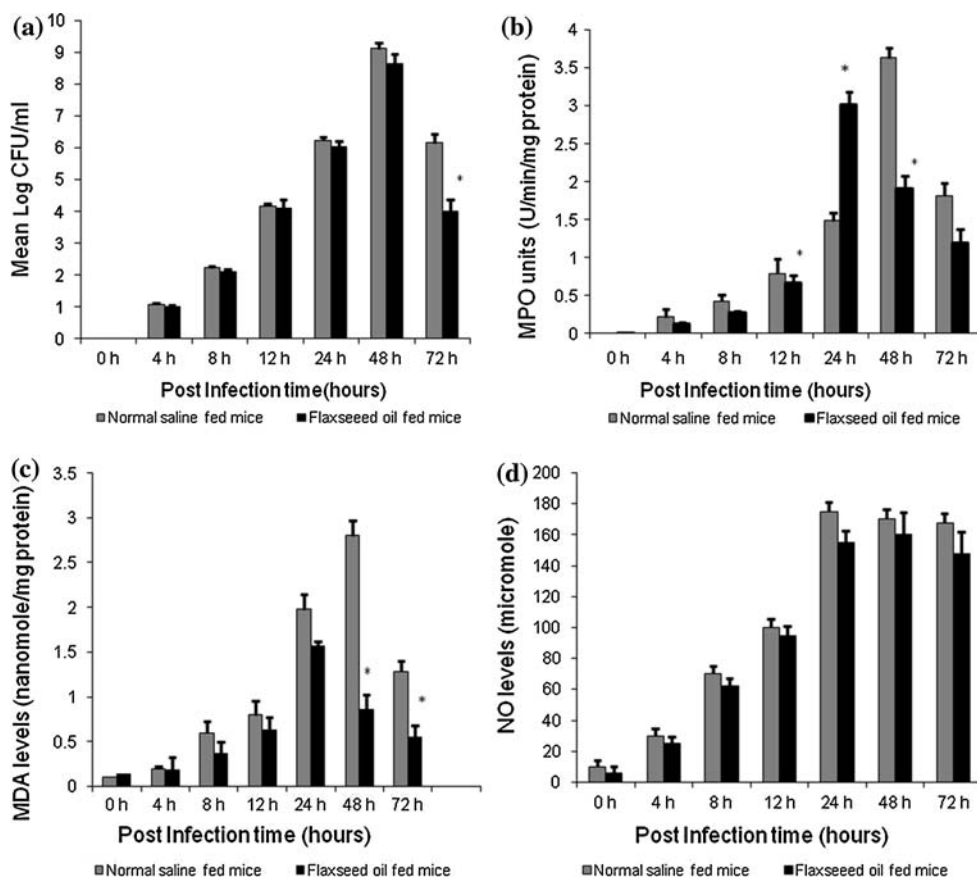 (a)
Mean Log CFU/ml
10
9
8
7
6
5
4
3
2
1
0
*
0 h 4 h 8 h 12 h 24 h 48 h 72 h
Post Infection time(hours)
Normal saline fed mice Flaxseeed oil fed mice
(b)
MPO units (U/min/mg protein)
4
3.5
3
2.5
2
1.5
1
0.5
0
* * *
0 h 4 h 8 h 12 h 24 h 48 h 72 h
Post Infection time (hours)
Normal saline fed mice Flaxseeed oil fed mice
(c)
MDA levels (nanomole/mg protein)
3.5
3
2.5
2
1.5
1
0.5
0
* *
0 h 4 h 8 h 12 h 24 h 48 h 72 h
Post Infection time (hours)
Normal saline fed mice Flaxseeed oil fed mice
(d)
NO levels (micromole)
200
180
160
140
120
100
80
60
40
20
0
0 h 4 h 8 h 12 h 24 h 48 h 72 h
Post Infection time (hours)
Normal saline fed mice Flaxseeed oil fed mice